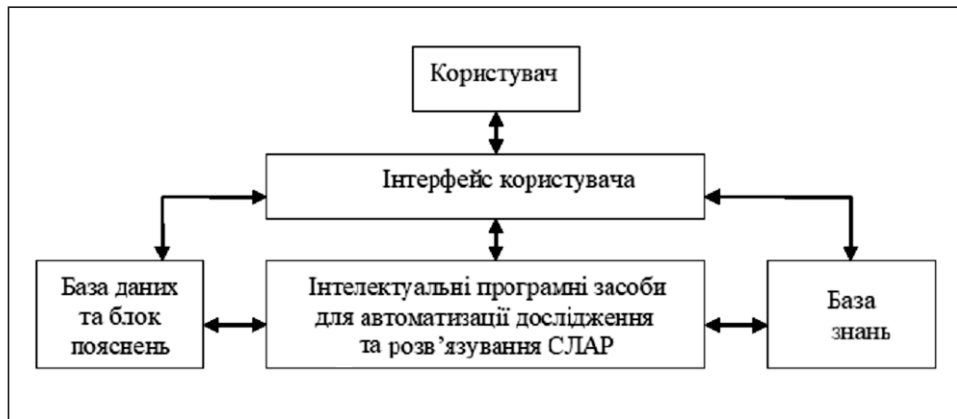 Користувач
Інтерфейс користувача
База даних
та блок
пояснень
Інтелектуальні програмні засоби
для автоматизації дослідження
та розв’язування СЛАР
База
знань